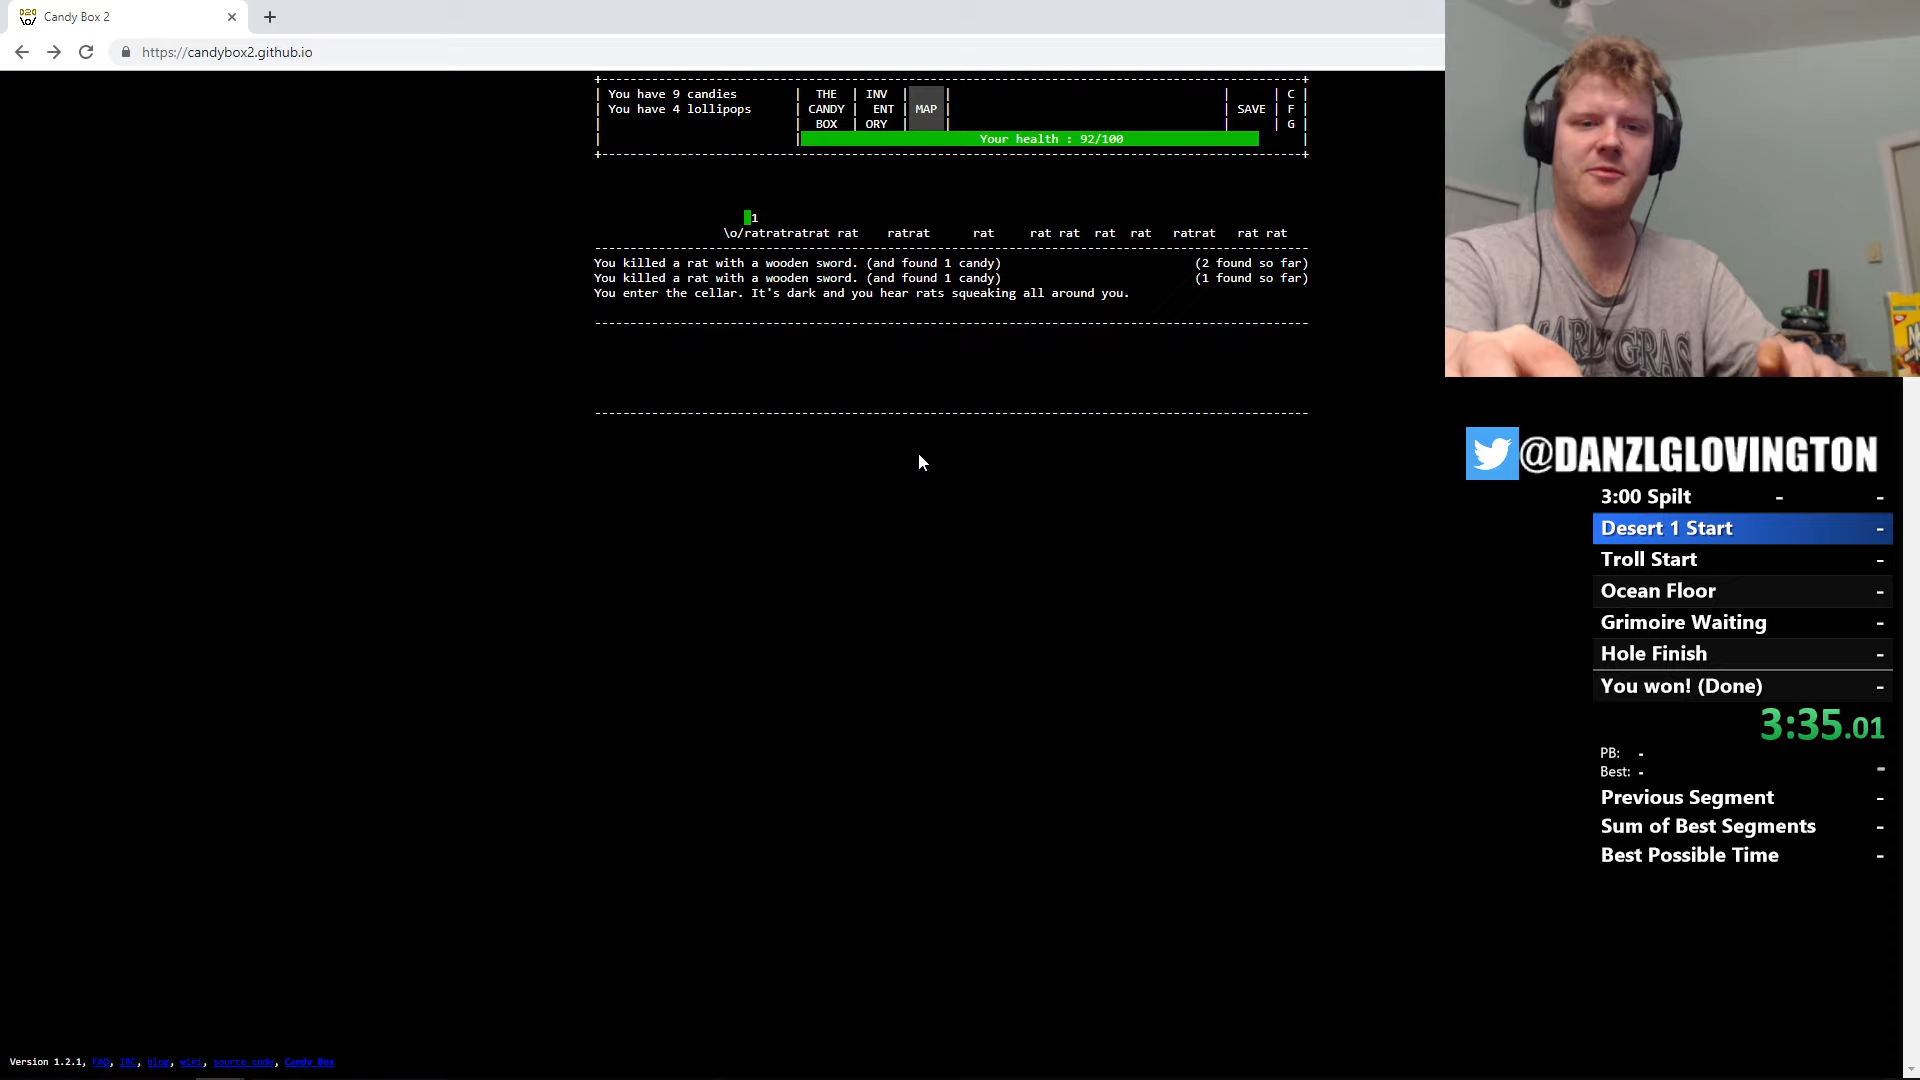 Candy Box 2
https://candybox2.github.io
You have 9 candies
You have 4 lollipops
THE CANDY BOX
INV ENT ORY
MAP
SAVE
C F G
Your health : 92/100
1
\o/ratratratrat rat ratrat rat rat rat rat rat ratrat rat rat
You killed a rat with a wooden sword. (and found 1 candy) (2 found so far)
You killed a rat with a wooden sword. (and found 1 candy) (1 found so far)
You enter the cellar. It's dark and you hear rats squeaking all around you.
@DANZLGLOVINGTON
3:00 Spilt - -
Desert 1 Start -
Troll Start -
Ocean Floor -
Grimoire Waiting -
Hole Finish -
You won! (Done) -
3:35.01
PB: -
Best: - -
Previous Segment -
Sum of Best Segments -
Best Possible Time -
Version 1.2.1, FAQ, IRC, blog, wiki, source code, Candy Box